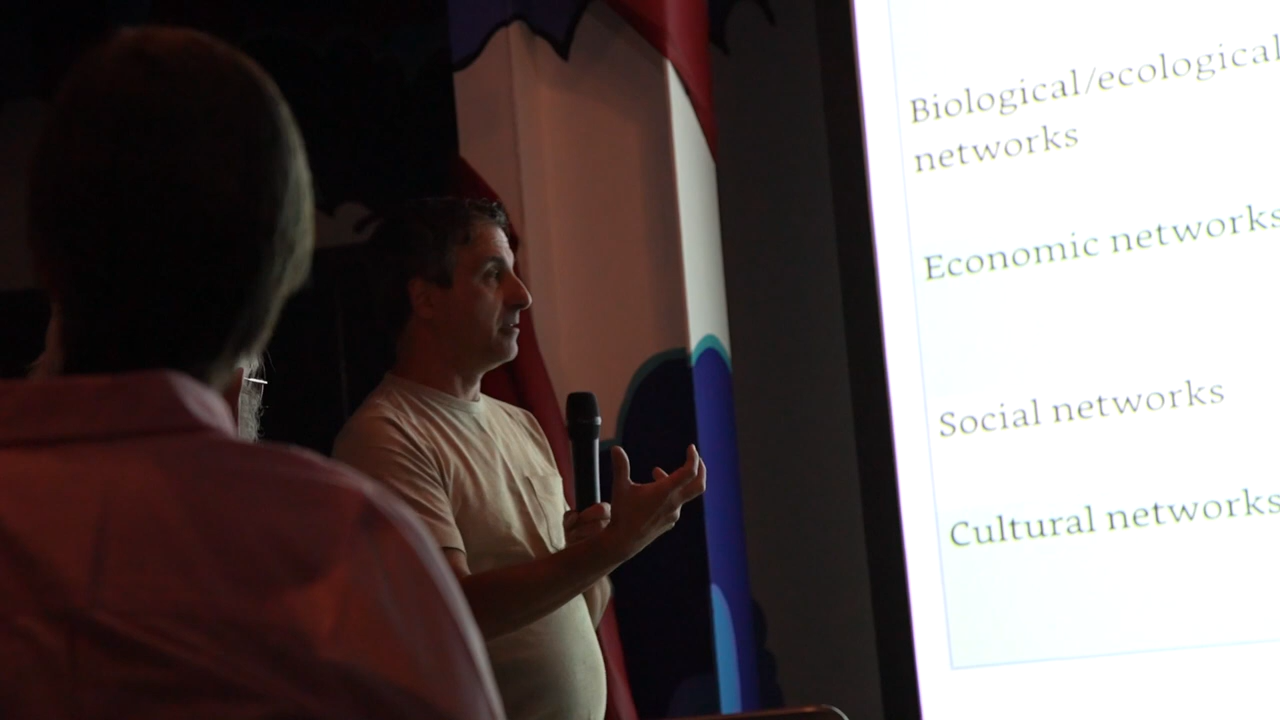 Biological/ecological
networks
Economic networks
Social networks
Cultural networks